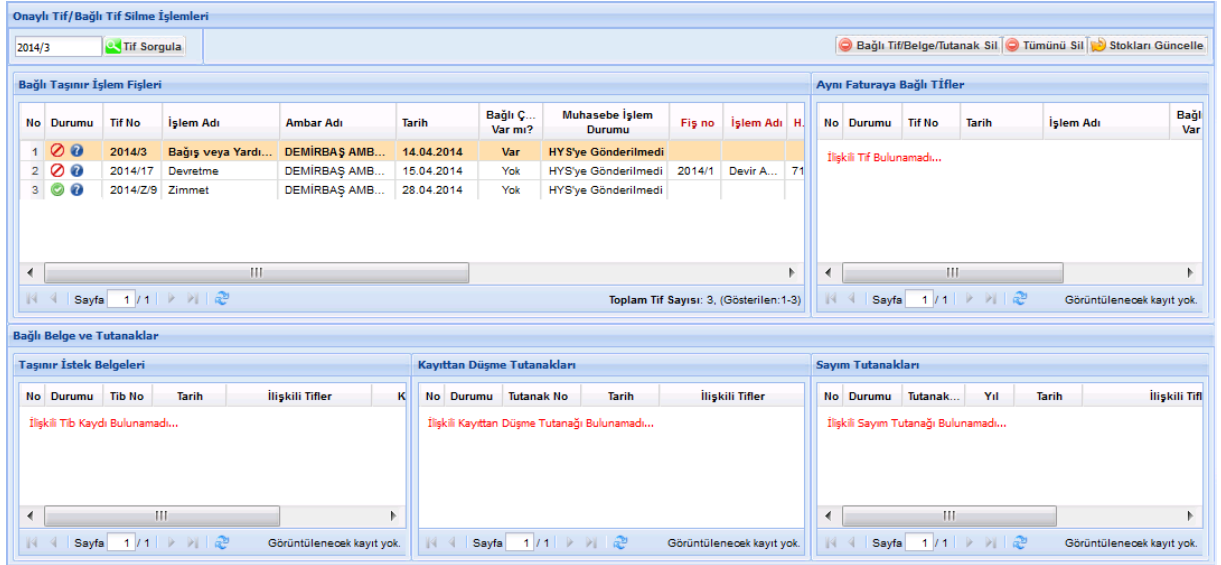 Onaylı Tif/Bağlı Tif Silme İşlemleri
2014/3 Tif Sorgula Bağlı Tif/Belge/Tutanak Sil Tümünü Sil Stokları Güncelle
Bağlı Taşınır İşlem Fişleri
No Durumu Tif No İşlem Adı Ambar Adı Tarih Bağlı Ç... Var mı? Muhasebe İşlem Durumu Fiş no İşlem Adı H.
1 2014/3 Bağış veya Yardı... DEMİRBAŞ AMB... 14.04.2014 Var HYS'ye Gönderilmedi
2 2014/17 Devretme DEMİRBAŞ AMB... 15.04.2014 Yok HYS'ye Gönderilmedi 2014/1 Devir A... 71
3 2014/Z/9 Zimmet DEMİRBAŞ AMB... 28.04.2014 Yok HYS'ye Gönderilmedi
Sayfa 1 / 1 Toplam Tif Sayısı: 3, (Gösterilen:1-3)
Aynı Faturaya Bağlı TİFler
No Durumu Tif No Tarih İşlem Adı Bağl Var
İlişkili Tif Bulunamadı...
Sayfa 1 / 1 Görüntülenecek kayıt yok.
Bağlı Belge ve Tutanaklar
Taşınır İstek Belgeleri
No Durumu Tib No Tarih İlişkili Tifler K
İlişkili Tib Kaydı Bulunamadı...
Sayfa 1 / 1 Görüntülenecek kayıt yok.
Kayıttan Düşme Tutanakları
No Durumu Tutanak No Tarih İlişkili Tifler
İlişkili Kayıttan Düşme Tutanağı Bulunamadı...
Sayfa 1 / 1 Görüntülenecek kayıt yok.
Sayım Tutanakları
No Durumu Tutanak... Yıl Tarih İlişkili Tifl
İlişkili Sayım Tutanağı Bulunamadı...
Sayfa 1 / 1 Görüntülenecek kayıt yok.